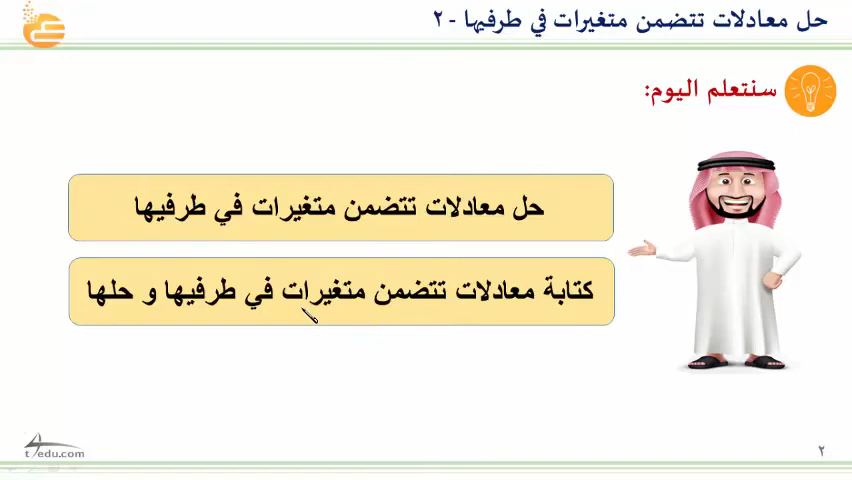 حل معادلات تتضمن متغيرات في طرفيها - ٢
سنتعلم اليوم:
حل معادلات تتضمن متغيرات في طرفيها
كتابة معادلات تتضمن متغيرات في طرفيها و حلها
t4edu.com
٢